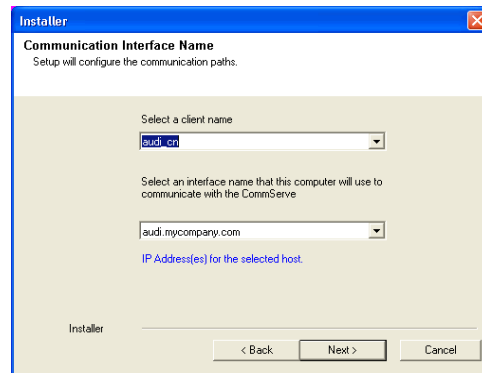 Installer
Communication Interface Name
Setup will configure the communication paths.
Select a client name
audi_cn
Select an interface name that this computer will use to
communicate with the CommServe
audi.mycompany.com
IP Address(es) for the selected host.
Installer
< Back
Next >
Cancel